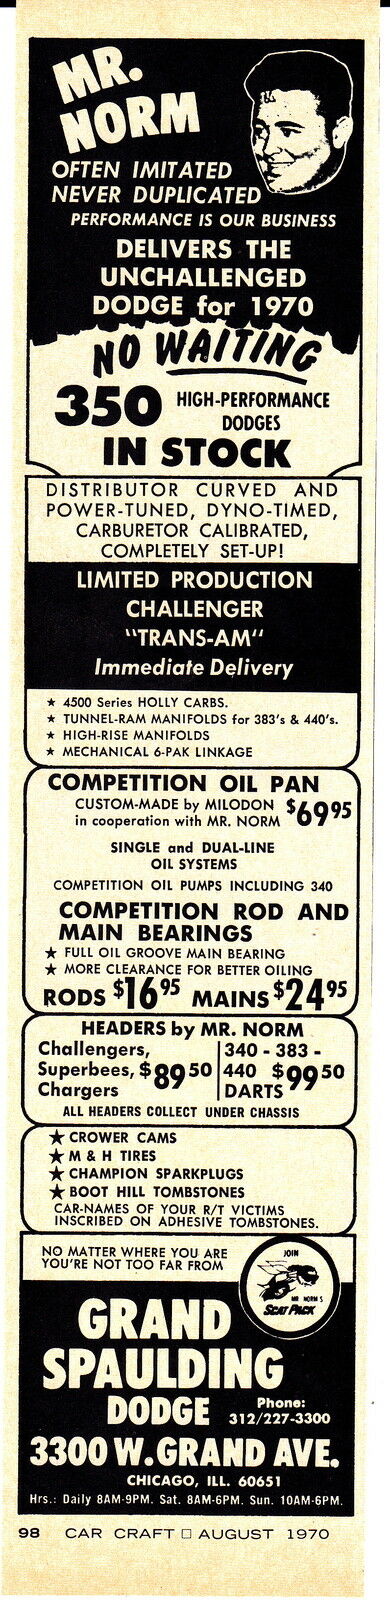 MR.
NORM
OFTEN IMITATED
NEVER DUPLICATED
PERFORMANCE IS OUR BUSINESS
DELIVERS THE
UNCHALLENGED
DODGE for 1970
NO WAITING
350 HIGH-PERFORMANCE
DODGES
IN STOCK
DISTRIBUTOR CURVED AND
POWER-TUNED, DYNO-TIMED,
CARBURETOR CALIBRATED,
COMPLETELY SET-UP!
LIMITED PRODUCTION
CHALLENGER
"TRANS-AM"
Immediate Delivery
★ 4500 Series HOLLY CARBS.
★ TUNNEL-RAM MANIFOLDS for 383's & 440's.
★ HIGH-RISE MANIFOLDS
★ MECHANICAL 6-PAK LINKAGE
COMPETITION OIL PAN
CUSTOM-MADE by MILODON
in cooperation with MR. NORM $69 95
SINGLE and DUAL-LINE
OIL SYSTEMS
COMPETITION OIL PUMPS INCLUDING 340
COMPETITION ROD AND
MAIN BEARINGS
★ FULL OIL GROOVE MAIN BEARING
★ MORE CLEARANCE FOR BETTER OILING
RODS $16 95 MAINS $24 95
HEADERS by MR. NORM
Challengers,
Superbees, $89 50
Chargers
340 - 383 -
440 $99 50
DARTS
ALL HEADERS COLLECT UNDER CHASSIS
★ CROWER CAMS
★ M & H TIRES
★ CHAMPION SPARKPLUGS
★ BOOT HILL TOMBSTONES
CAR-NAMES OF YOUR R/T VICTIMS
INSCRIBED ON ADHESIVE TOMBSTONES.
NO MATTER WHERE YOU ARE
YOU'RE NOT TOO FAR FROM
JOIN
MR NORM'S
SCAT PACK
GRAND
SPAULDING
DODGE
Phone:
312/227-3300
3300 W. GRAND AVE.
CHICAGO, ILL. 60651
Hrs.: Daily 8AM-9PM. Sat. 8AM-6PM. Sun. 10AM-6PM.
98 CAR CRAFT □ AUGUST 1970